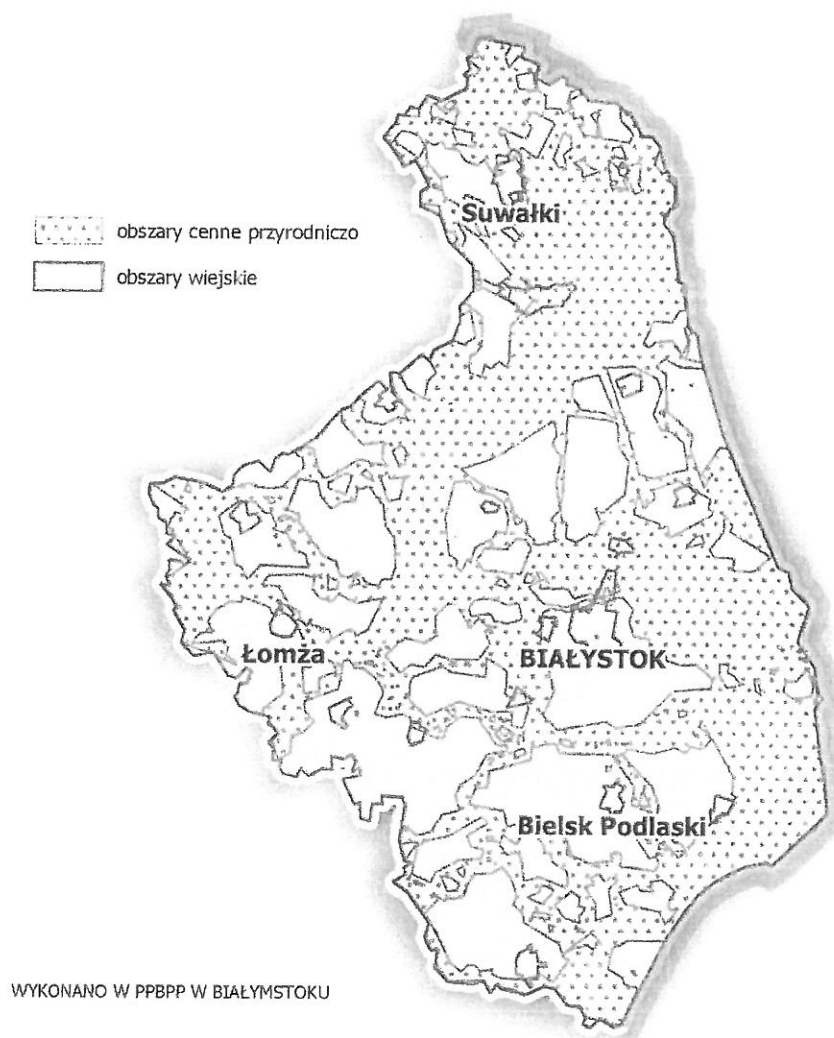 Suwałki
obszary cenne przyrodniczo
obszary wiejskie
Łomża
BIAŁYSTOK
Bielsk Podlaski
WYKONANO W PPBPP W BIAŁYMSTOKU